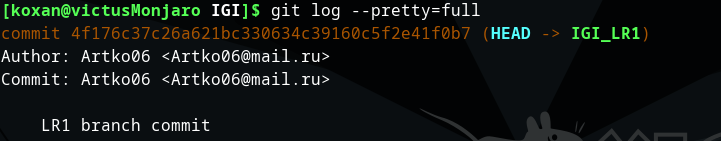 [koxan@victusMonjaro IGI]$ git log --pretty=full
commit 4f176c37c26a621bc330634c39160c5f2e41f0b7 (HEAD -> IGI_LR1)
Author: Artko06 <Artko06@mail.ru>
Commit: Artko06 <Artko06@mail.ru>
LR1 branch commit